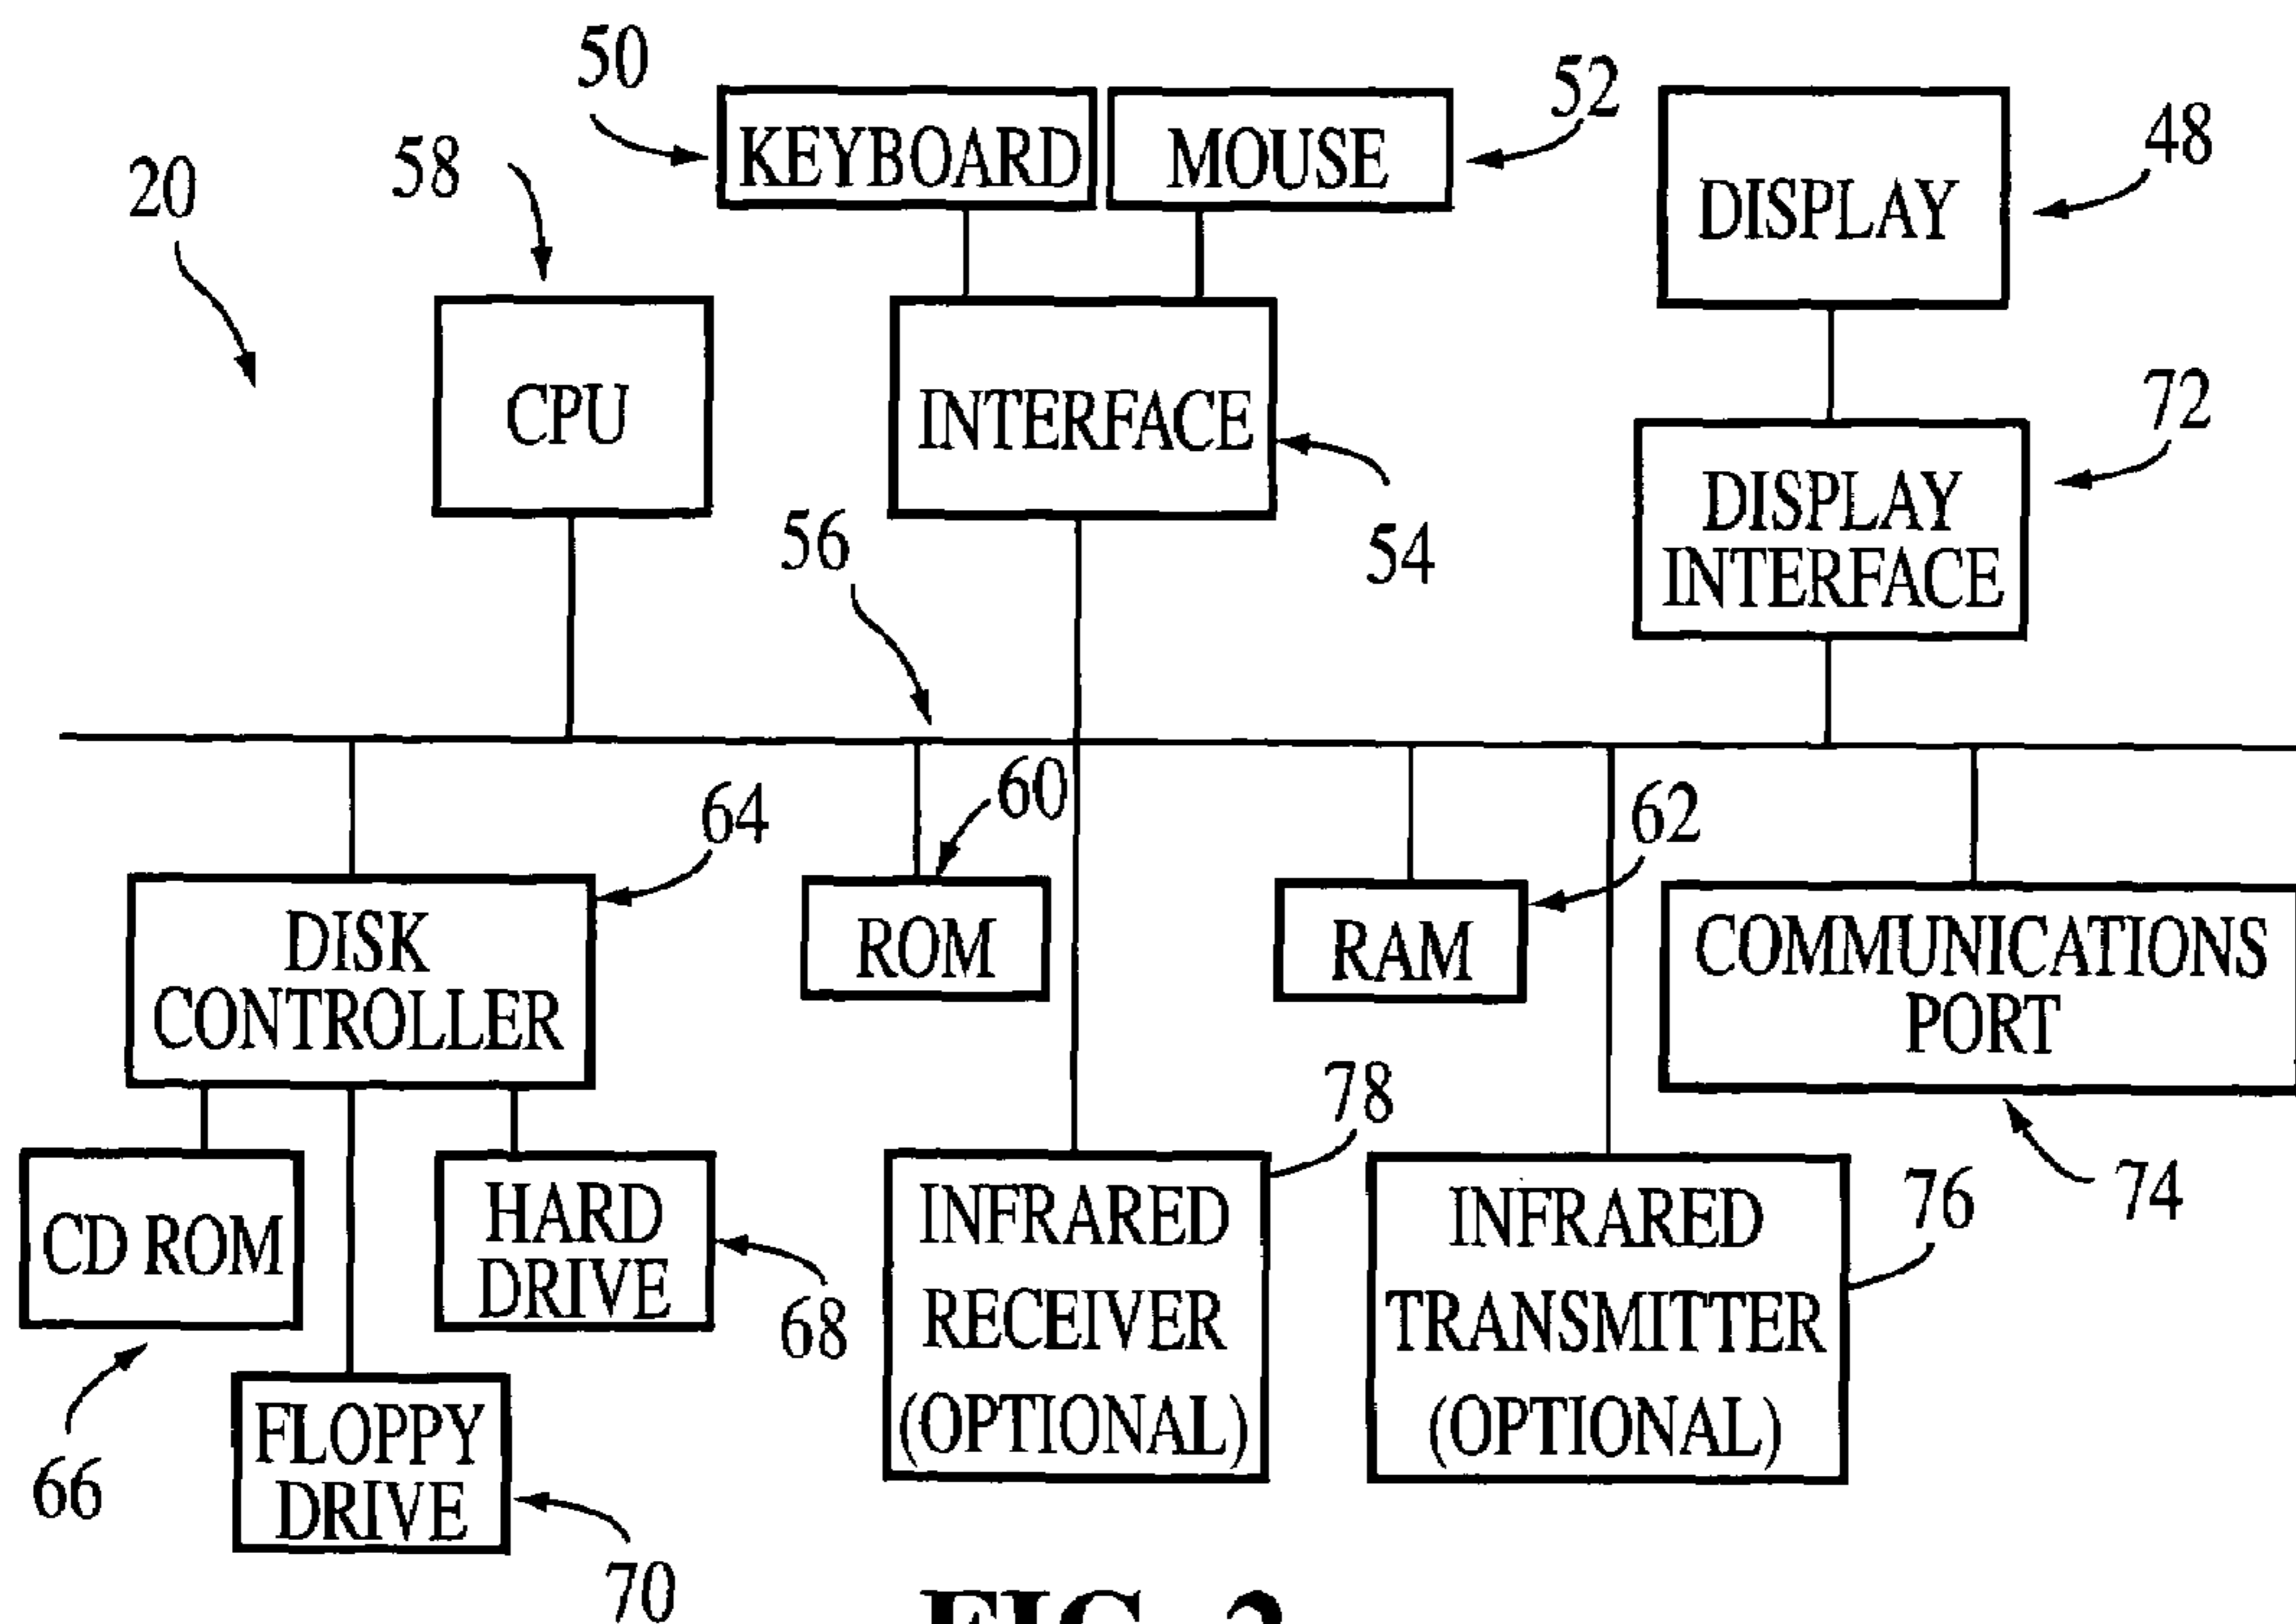 50
KEYBOARD
MOUSE
52
DISPLAY
48
20
58
CPU
INTERFACE
54
72
DISPLAY
INTERFACE
56
64
60
62
DISK
CONTROLLER
ROM
RAM
COMMUNICATIONS
PORT
74
CD ROM
66
HARD
DRIVE
68
FLOPPY
DRIVE
70
78
INFRARED
RECEIVER
(OPTIONAL)
76
INFRARED
TRANSMITTER
(OPTIONAL)
FIG. 2